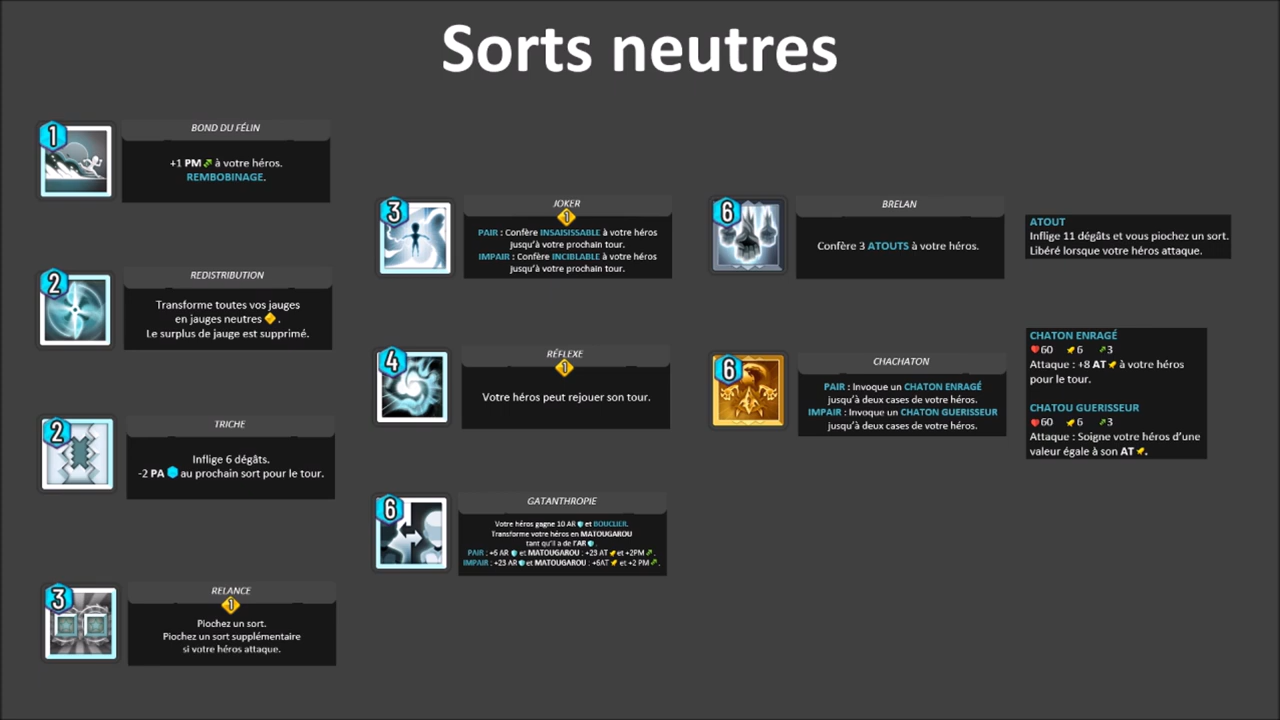 Sorts neutres
1
BOND DU FÉLIN
+1 PM à votre héros.
REMBOBINAGE.
2
REDISTRIBUTION
Transforme toutes vos jauges
en jauges neutres .
Le surplus de jauge est supprimé.
2
TRICHE
Inflige 6 dégâts.
-2 PA au prochain sort pour le tour.
3
RELANCE
1
Piochez un sort.
Piochez un sort supplémentaire
si votre héros attaque.
3
JOKER
1
PAIR : Confère INSAISISSABLE à votre héros
jusqu'à votre prochain tour.
IMPAIR : Confère INCIBLABLE à votre héros
jusqu'à votre prochain tour.
4
RÉFLEXE
1
Votre héros peut rejouer son tour.
6
GATANTHROPIE
Votre héros gagne 10 AR et BOUCLIER.
Transforme votre héros en MATOUGAROU
tant qu'il a de l'AR .
PAIR : +6 AR et MATOUGAROU : +23 AT et +2PM .
IMPAIR : +23 AR et MATOUGAROU : +6AT et +2 PM .
6
BRELAN
Confère 3 ATOUTS à votre héros.
ATOUT
Inflige 11 dégâts et vous piochez un sort.
Libéré lorsque votre héros attaque.
6
CHACHATON
PAIR : Invoque un CHATON ENRAGÉ
jusqu'à deux cases de votre héros.
IMPAIR : Invoque un CHATON GUERISSEUR
jusqu'à deux cases de votre héros.
CHATON ENRAGÉ
60 6 3
Attaque : +8 AT à votre héros
pour le tour.
CHATOU GUERISSEUR
60 6 3
Attaque : Soigne votre héros d'une
valeur égale à son AT .